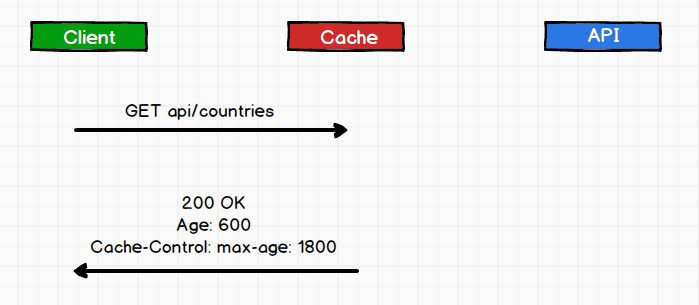 Client
Cache
API
GET api/countries
200 OK
Age: 600
Cache-Control: max-age: 1800